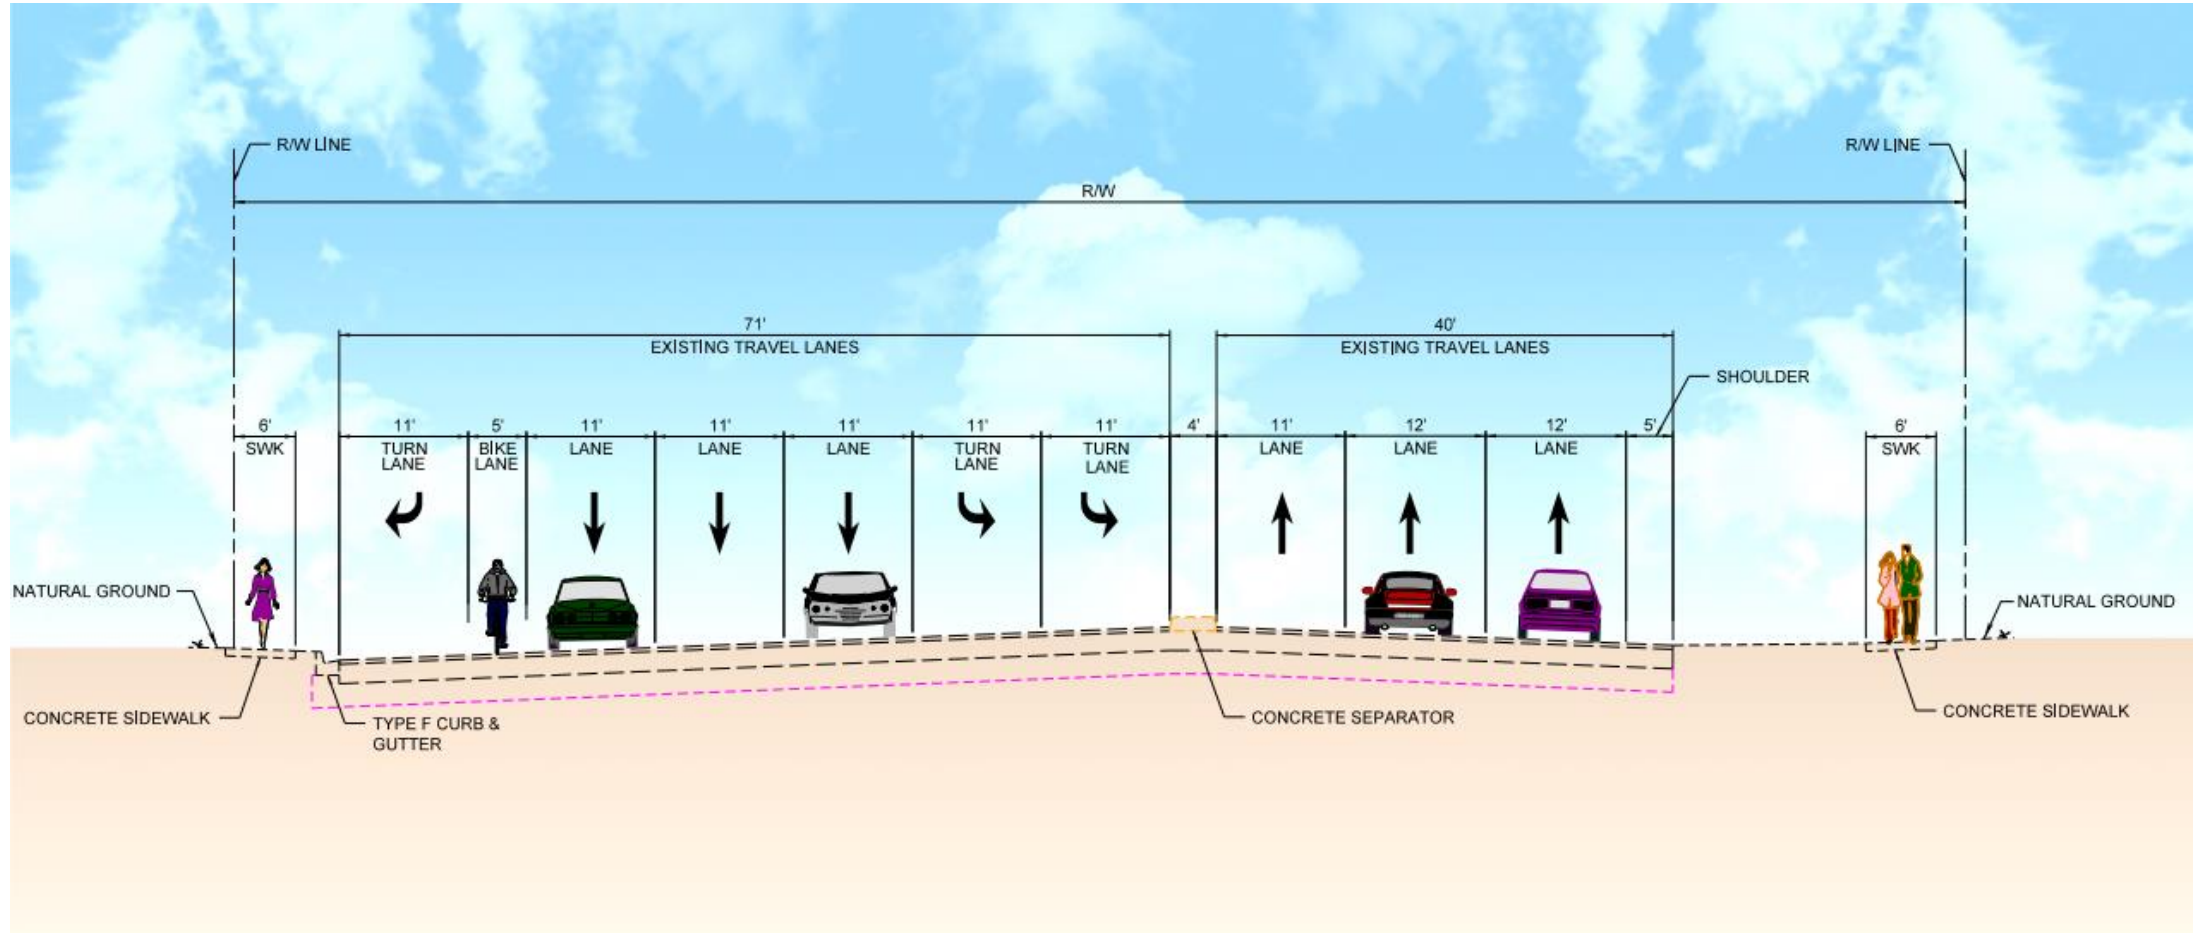 R/W LINE
R/W LINE
R/W
71'
EXISTING TRAVEL LANES
40'
EXISTING TRAVEL LANES
SHOULDER
6'
SWK
11'
TURN
LANE
5'
BIKE
LANE
11'
LANE
11'
LANE
11'
LANE
11'
TURN
LANE
11'
TURN
LANE
4'
11'
LANE
12'
LANE
12'
LANE
5'
6'
SWK
NATURAL GROUND
NATURAL GROUND
CONCRETE SIDEWALK
TYPE F CURB &
GUTTER
CONCRETE SEPARATOR
CONCRETE SIDEWALK